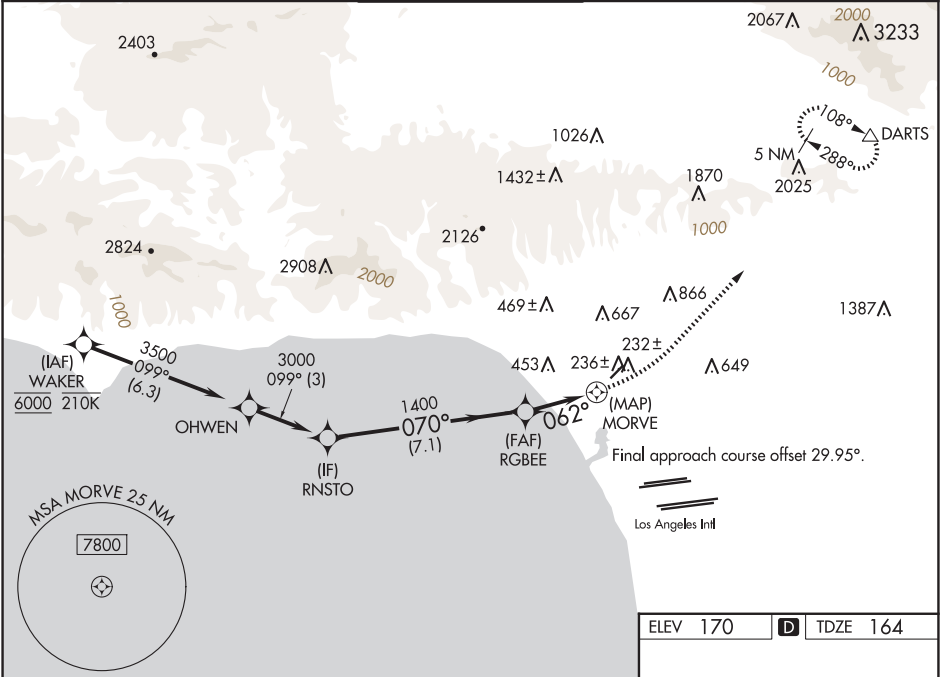 2067
2000
3233
2403
1000
108°
DARTS
1026
5 NM
288°
1432±
1870
2025
1000
2126
2824
2908
2000
1000
469±
866
667
1387
232±
(IAF)
WAKER
6000 210K
3500
099°
(6.3)
3000
099° (3)
453
236±
649
1400
070°
(7.1)
062°
(MAP)
MORVE
OHWEN
(FAF)
RGBEE
(IF)
RNSTO
Final approach course offset 29.95°.
MSA MORVE 25 NM
7800
Los Angeles Intl
ELEV 170 D TDZE 164